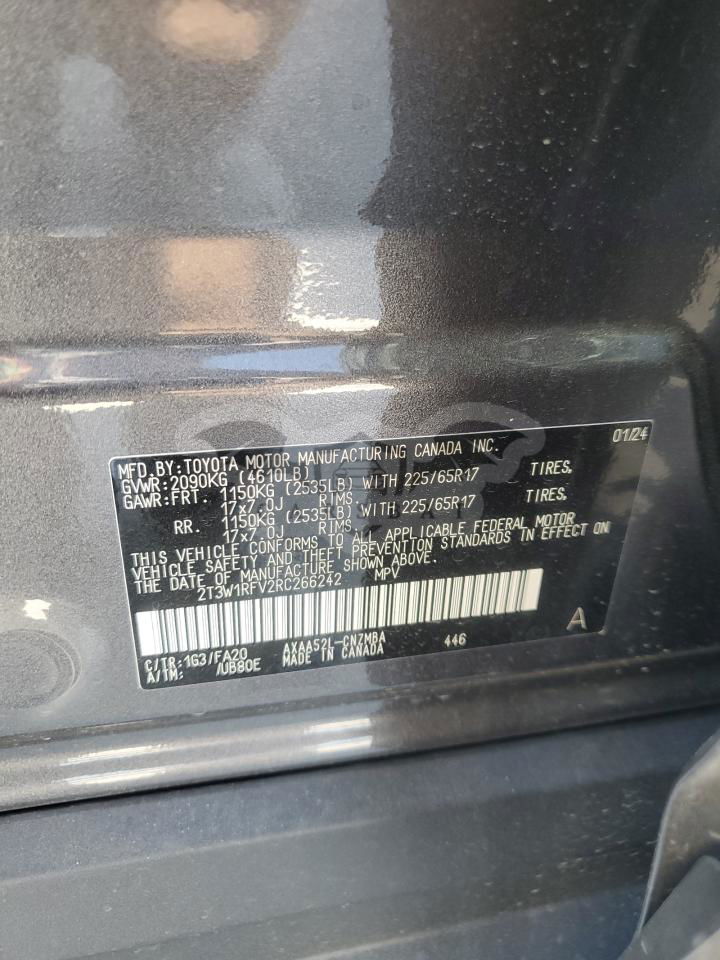 MFD.BY:TOYOTA MOTOR MANUFACTURING CANADA INC. 01/24
GVWR:2090KG (4610LB)
GAWR:FRT. 1150KG (2535LB) WITH 225/65R17 TIRES,
17x7.0J RIMS.
RR. 1150KG (2535LB) WITH 225/65R17 TIRES,
17x7.0J RIMS.
THIS VEHICLE CONFORMS TO ALL APPLICABLE FEDERAL MOTOR
VEHICLE SAFETY AND THEFT PREVENTION STANDARDS IN EFFECT ON
THE DATE OF MANUFACTURE SHOWN ABOVE.
2T3W1RFV2RC266242 MPV
A
C/TR:1G3/FA20 AXAA52L-CNZMBA 446
A/TM: /UB80E MADE IN CANADA